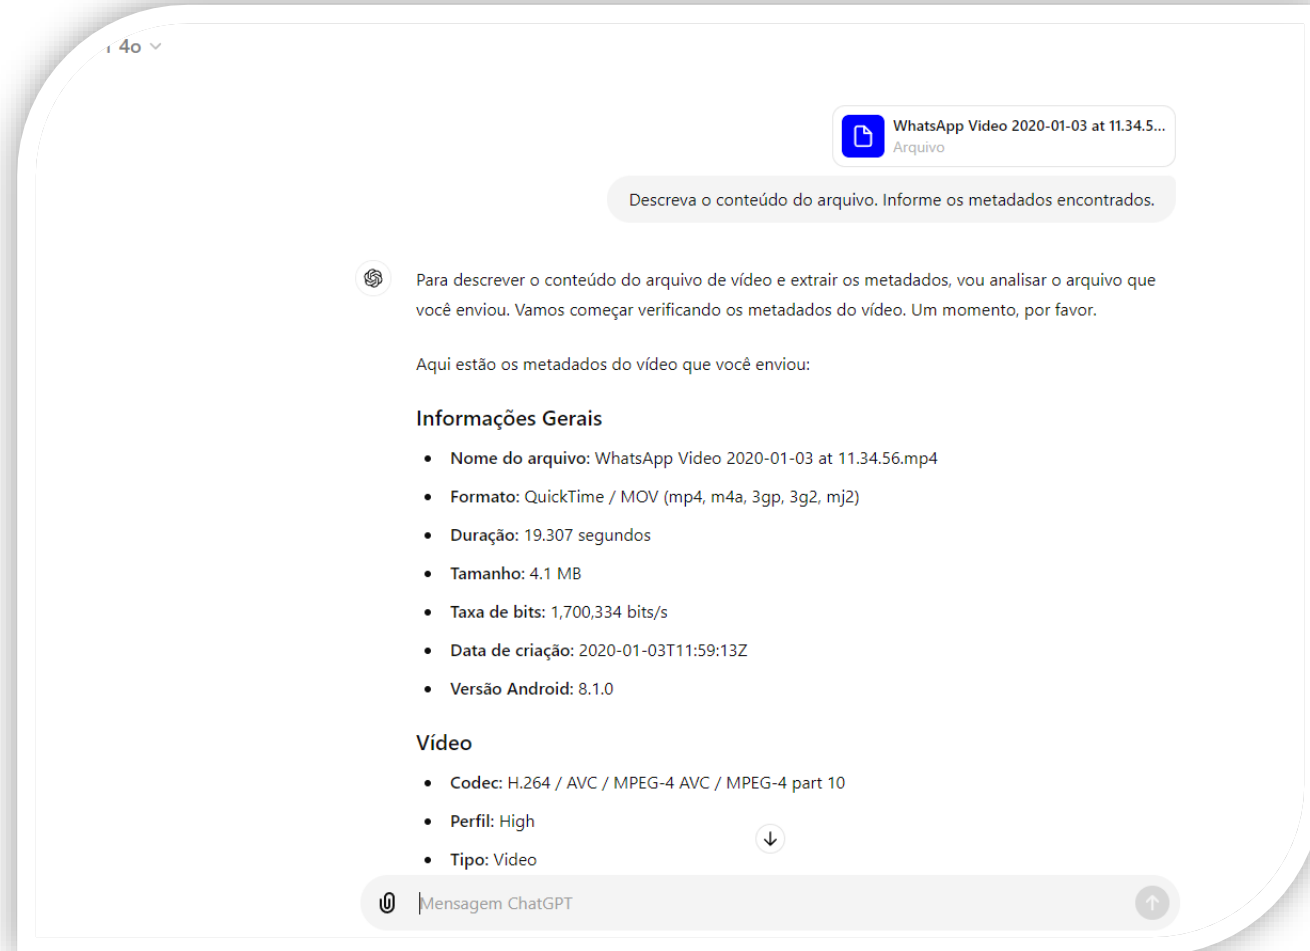 4o
WhatsApp Video 2020-01-03 at 11.34.5...
Arquivo
Descreva o conteúdo do arquivo. Informe os metadados encontrados.
Para descrever o conteúdo do arquivo de vídeo e extrair os metadados, vou analisar o arquivo que
você enviou. Vamos começar verificando os metadados do vídeo. Um momento, por favor.
Aqui estão os metadados do vídeo que você enviou:
Informações Gerais
• Nome do arquivo: WhatsApp Video 2020-01-03 at 11.34.56.mp4
• Formato: QuickTime / MOV (mp4, m4a, 3gp, 3g2, mj2)
• Duração: 19.307 segundos
• Tamanho: 4.1 MB
• Taxa de bits: 1,700,334 bits/s
• Data de criação: 2020-01-03T11:59:13Z
• Versão Android: 8.1.0
Vídeo
• Codec: H.264 / AVC / MPEG-4 AVC / MPEG-4 part 10
• Perfil: High
• Tipo: Video
Mensagem ChatGPT